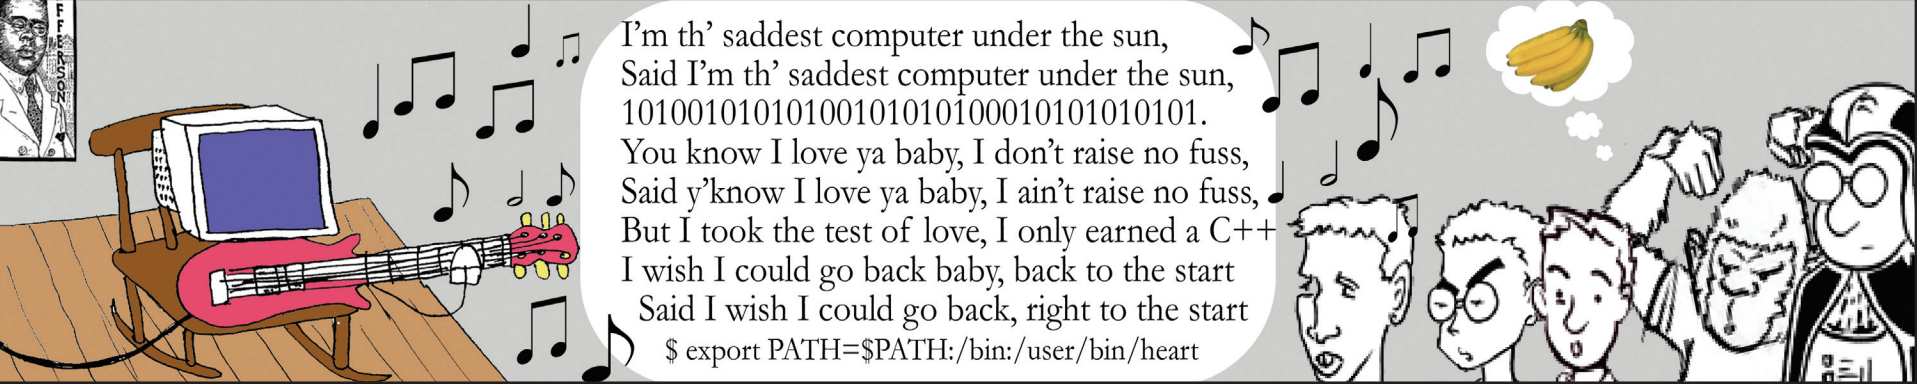 FFERSON
I'm th' saddest computer under the sun,
Said I'm th' saddest computer under the sun,
10100101010100101010100010101010101.
You know I love ya baby, I don't raise no fuss,
Said y'know I love ya baby, I ain't raise no fuss,
But I took the test of love, I only earned a C++
I wish I could go back baby, back to the start
Said I wish I could go back, right to the start
$ export PATH=$PATH:/bin:/user/bin/heart